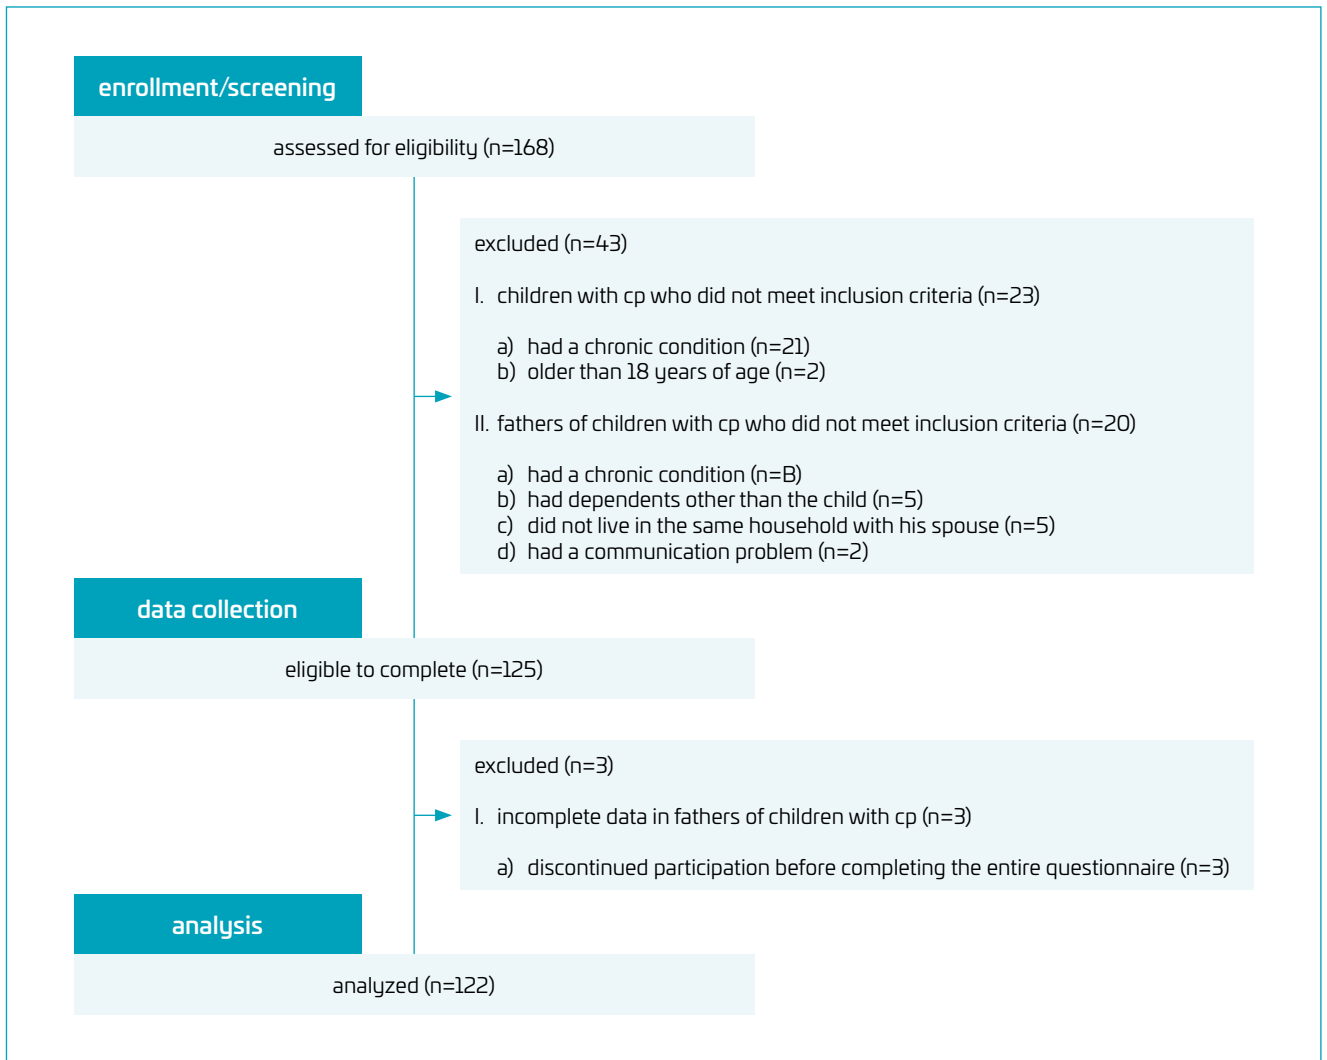 enrollment/screening
assessed for eligibility (n=168)
excluded (n=43)
I. children with cp who did not meet inclusion criteria (n=23)
a) had a chronic condition (n=21)
b) older than 18 years of age (n=2)
II. fathers of children with cp who did not meet inclusion criteria (n=20)
a) had a chronic condition (n=B)
b) had dependents other than the child (n=5)
c) did not live in the same household with his spouse (n=5)
d) had a communication problem (n=2)
data collection
eligible to complete (n=125)
excluded (n=3)
I. incomplete data in fathers of children with cp (n=3)
a) discontinued participation before completing the entire questionnaire (n=3)
analysis
analyzed (n=122)